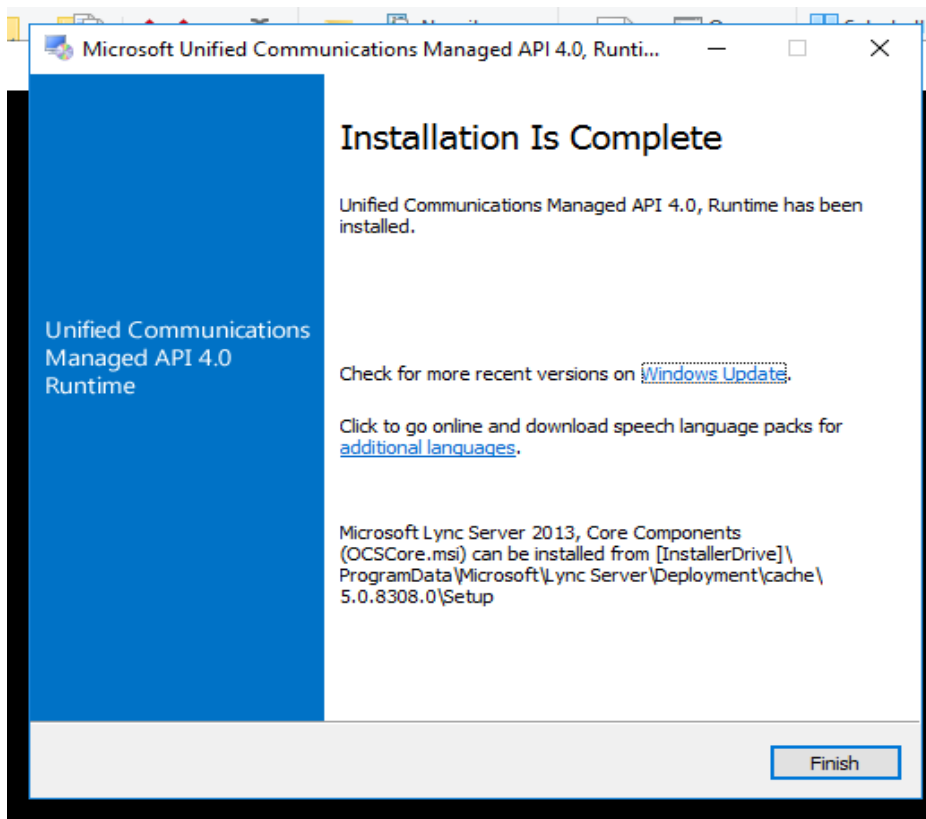 Microsoft Unified Communications Managed API 4.0, Runti...
Installation Is Complete
Unified Communications Managed API 4.0, Runtime has been
installed.
Unified Communications
Managed API 4.0
Runtime
Check for more recent versions on Windows Update.
Click to go online and download speech language packs for
additional languages.
Microsoft Lync Server 2013, Core Components
(OCSCore.msi) can be installed from [InstallerDrive]\
ProgramData\Microsoft\Lync Server\Deployment\cache\
5.0.8308.0\Setup
Finish